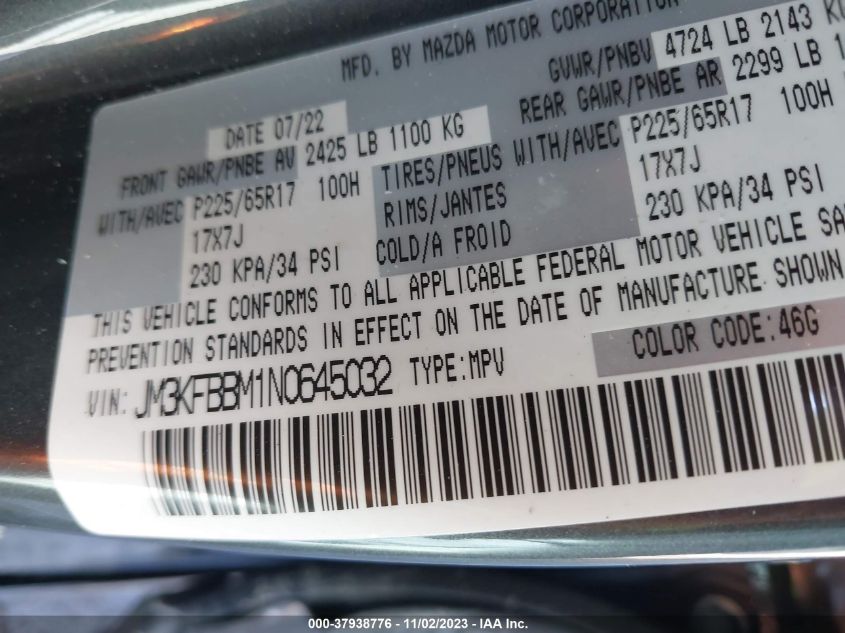 MFD. BY MAZDA MOTOR CORPORATION
DATE 07/22 GVWR/PNBV 4724 LB 2143 KG
FRONT GAWR/PNBE AV 2425 LB 1100 KG REAR GAWR/PNBE AR 2299 LB
WITH/AVEC P225/65R17 100H TIRES/PNEUS WITH/AVEC P225/65R17 100H
17X7J RIMS/JANTES 17X7J
230 KPA/34 PSI COLD/A FROID 230 KPA/34 PSI
THIS VEHICLE CONFORMS TO ALL APPLICABLE FEDERAL MOTOR VEHICLE
PREVENTION STANDARDS IN EFFECT ON THE DATE OF MANUFACTURE SHOWN
COLOR CODE:46G
VIN: JM3KFBBM1N0645032 TYPE:MPV
000-37938776 - 11/02/2023 - IAA Inc.